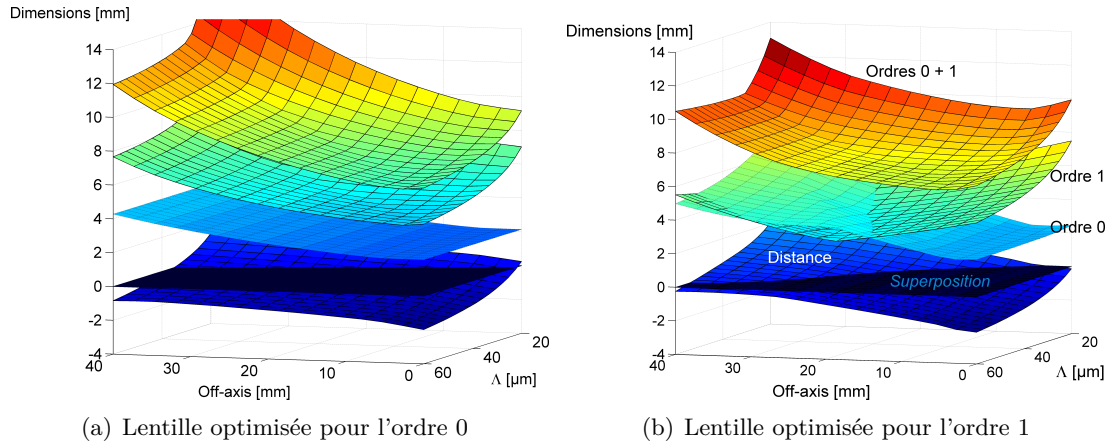 Dimensions [mm]
14
12
10
8
6
4
2
0
-2
-4
40
30
20
10
0
60
40
20
Off-axis [mm]
Λ [µm]
(a) Lentille optimisée pour l'ordre 0
Dimensions [mm]
14
12
10
8
6
4
2
0
-2
-4
40
30
20
10
0
60
40
20
Ordres 0 + 1
Ordre 1
Ordre 0
Distance
Superposition
Off-axis [mm]
Λ [µm]
(b) Lentille optimisée pour l'ordre 1